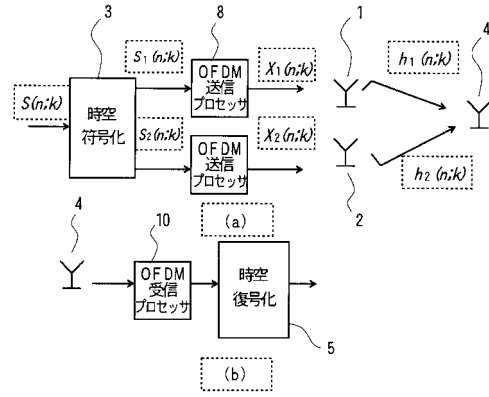 3
8
1
4
S(n;k)
時空
符号化
S1(n;k)
OFDM
送信
プロセッサ
X1(n;k)
h1(n;k)
S2(n;k)
OFDM
送信
プロセッサ
X2(n;k)
h2(n;k)
2
(a)
4
10
OFDM
受信
プロセッサ
時空
復号化
5
(b)